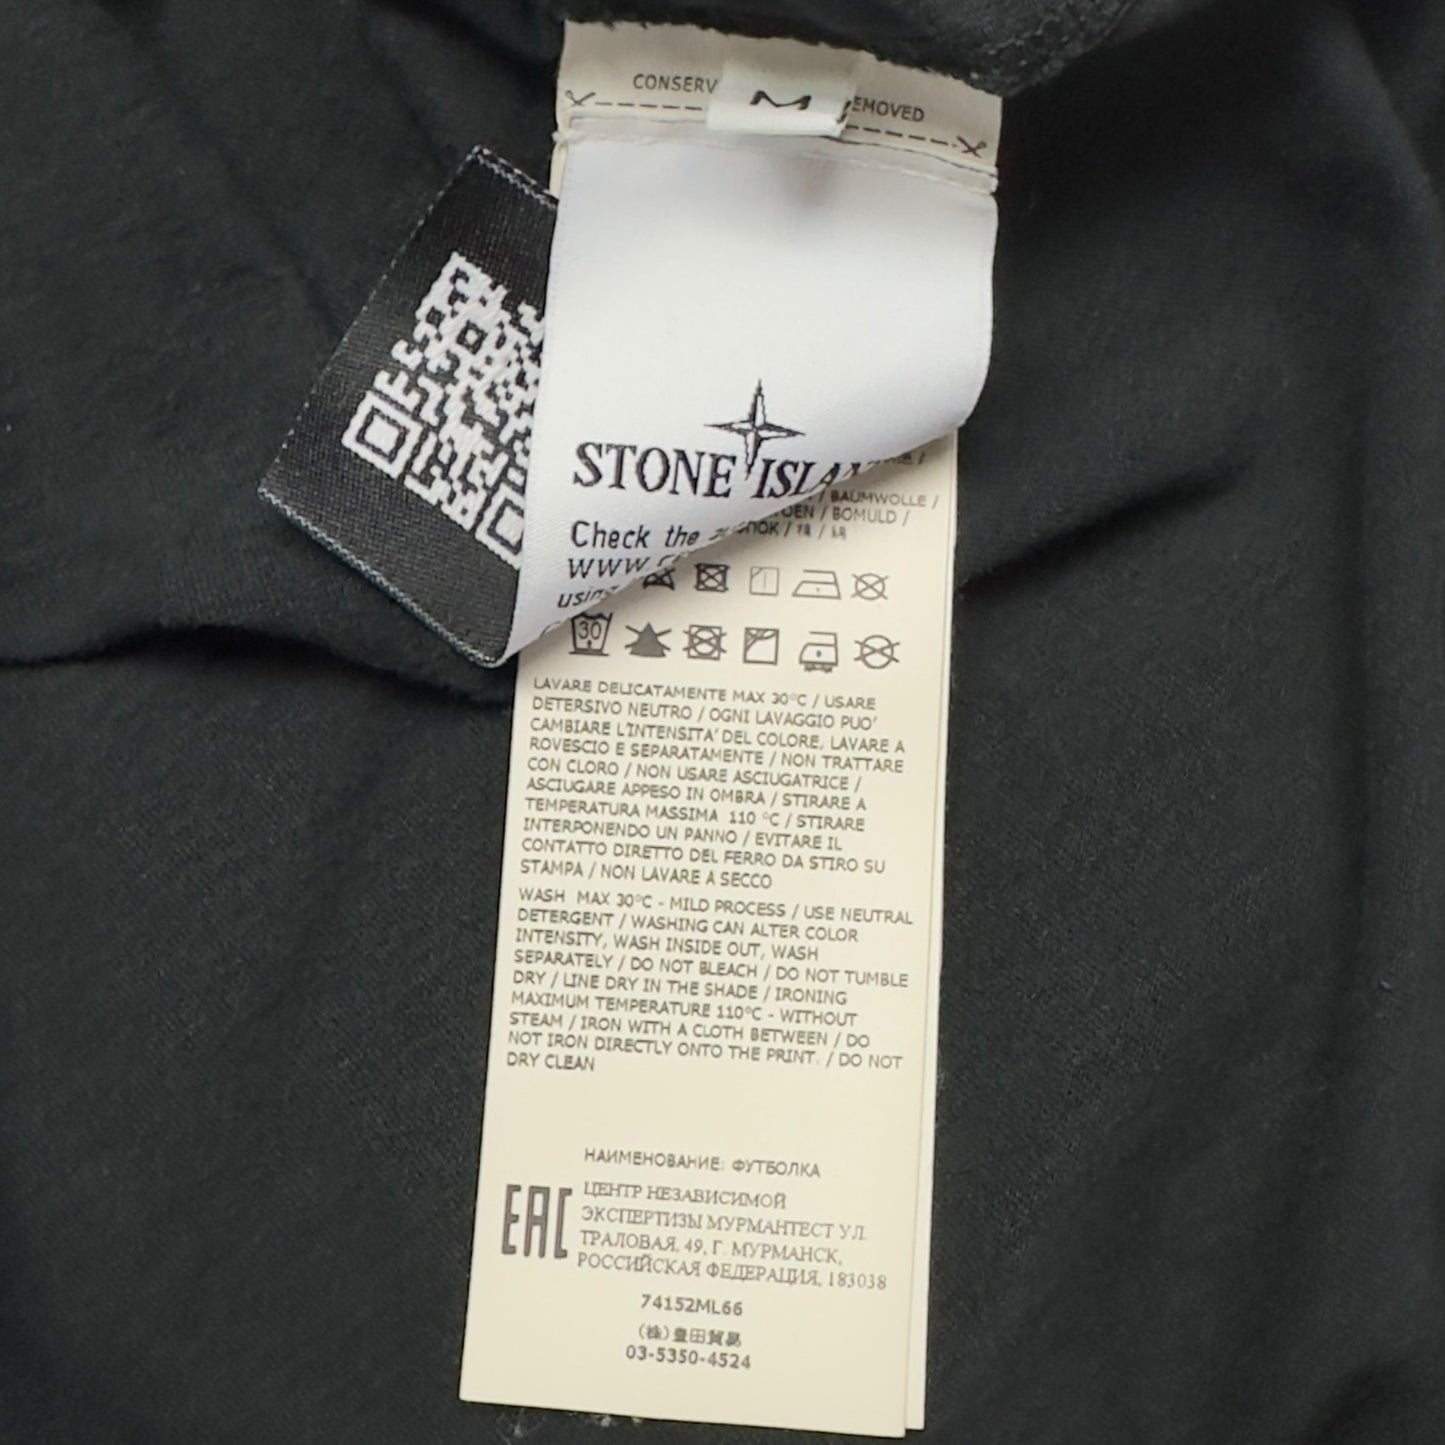 CONSERV
M
EMOVED
STONE ISLA
Check the
www.
using
/ BAUMWOLLE /
/ BOMULD /
/ 棉 / 綿
30
LAVARE DELICATAMENTE MAX 30°C / USARE
DETERSIVO NEUTRO / OGNI LAVAGGIO PUO'
CAMBIARE L'INTENSITA' DEL COLORE, LAVARE A
ROVESCIO E SEPARATAMENTE / NON TRATTARE
CON CLORO / NON USARE ASCIUGATRICE /
ASCIUGARE APPESO IN OMBRA / STIRARE A
TEMPERATURA MASSIMA 110 °C / STIRARE
INTERPONENDO UN PANNO / EVITARE IL
CONTATTO DIRETTO DEL FERRO DA STIRO SU
STAMPA / NON LAVARE A SECCO
WASH MAX 30°C - MILD PROCESS / USE NEUTRAL
DETERGENT / WASHING CAN ALTER COLOR
INTENSITY, WASH INSIDE OUT, WASH
SEPARATELY / DO NOT BLEACH / DO NOT TUMBLE
DRY / LINE DRY IN THE SHADE / IRONING
MAXIMUM TEMPERATURE 110°C - WITHOUT
STEAM / IRON WITH A CLOTH BETWEEN / DO
NOT IRON DIRECTLY ONTO THE PRINT. / DO NOT
DRY CLEAN
НАИМЕНОВАНИЕ: ФУТБОЛКА
EAC
ЦЕНТР НЕЗАВИСИМОЙ
ЭКСПЕРТИЗЫ МУРМАНТЕСТ УЛ.
ТРАЛОВАЯ, 49, Г. МУРМАНСК,
РОССИЙСКАЯ ФЕДЕРАЦИЯ, 183038
74152ML66
(株)豊田貿易
03-5350-4524